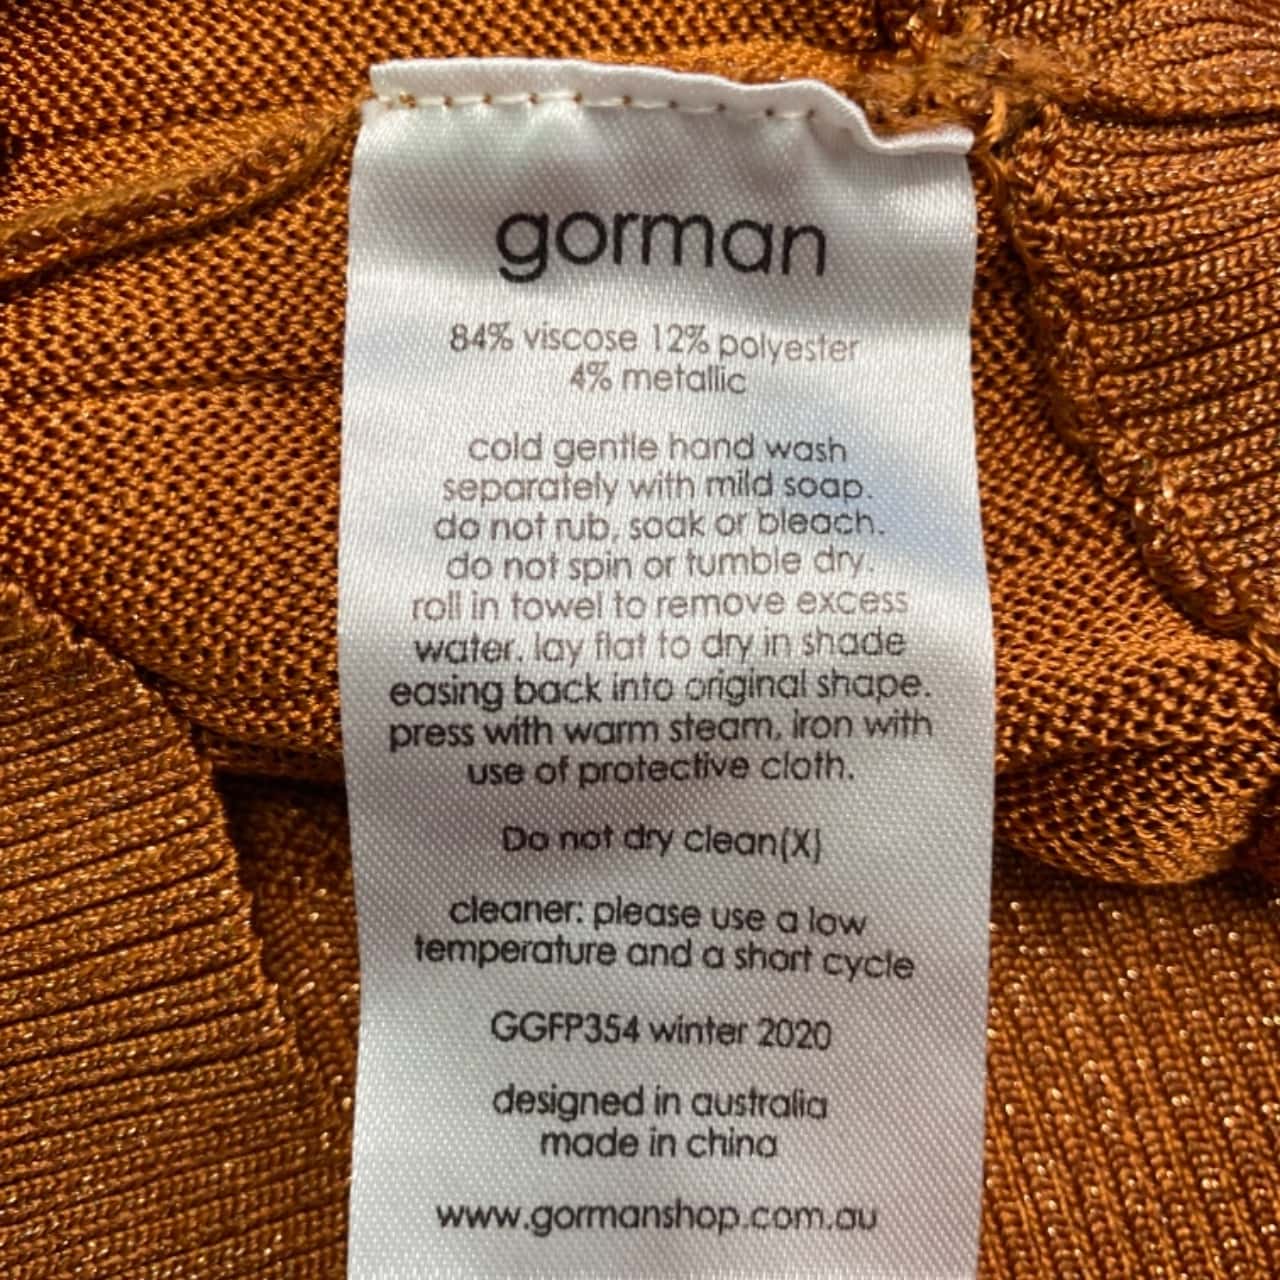 gorman
84% viscose 12% polyester
4% metallic
cold gentle hand wash
separately with mild soap.
do not rub, soak or bleach.
do not spin or tumble dry.
roll in towel to remove excess
water. lay flat to dry in shade
easing back into original shape.
press with warm steam. iron with
use of protective cloth.
Do not dry clean(X)
cleaner: please use a low
temperature and a short cycle
GGFP354 winter 2020
designed in australia
made in china
www.gormanshop.com.au